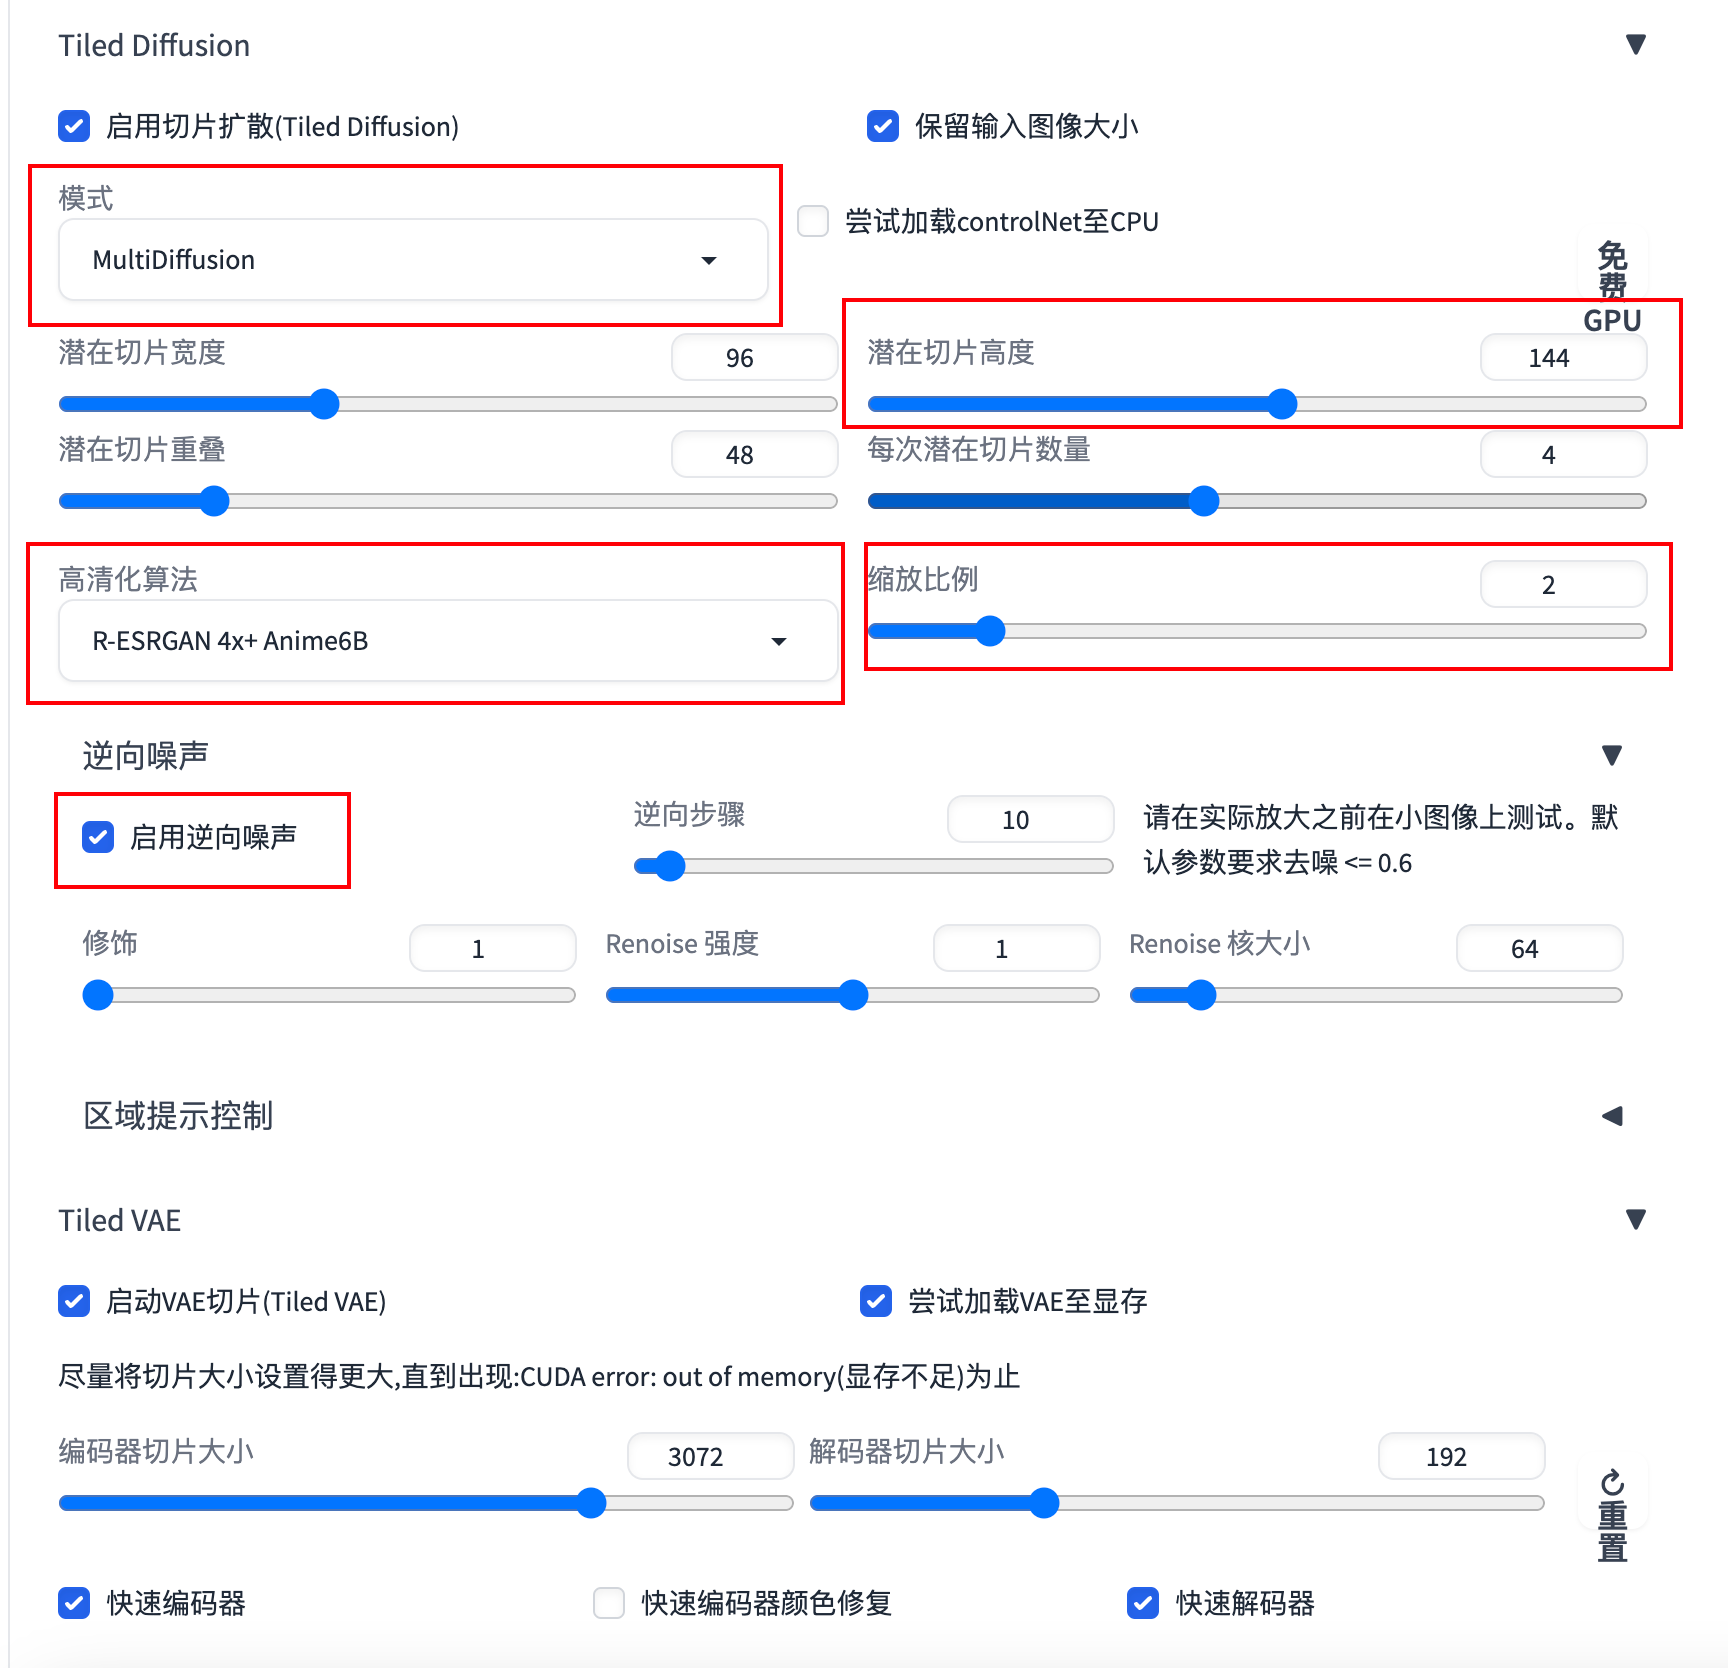 Tiled Diffusion
启用切片扩散(Tiled Diffusion)
保留输入图像大小
模式
MultiDiffusion
尝试加载controlNet至CPU
免
费
GPU
潜在切片宽度
96
潜在切片高度
144
潜在切片重叠
48
每次潜在切片数量
4
高清化算法
R-ESRGAN 4x+ Anime6B
缩放比例
2
逆向噪声
启用逆向噪声
逆向步骤
10
请在实际放大之前在小图像上测试。默
认参数要求去噪 <= 0.6
修饰
1
Renoise 强度
1
Renoise 核大小
64
区域提示控制
Tiled VAE
启动VAE切片(Tiled VAE)
尝试加载VAE至显存
尽量将切片大小设置得更大,直到出现:CUDA error: out of memory(显存不足)为止
编码器切片大小
3072
解码器切片大小
192
重
置
快速编码器
快速编码器颜色修复
快速解码器